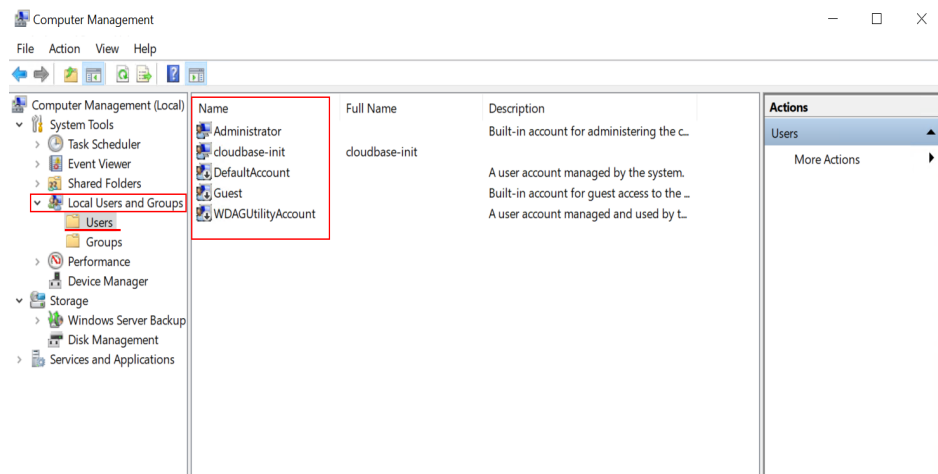 Computer Management
File Action View Help
Computer Management (Local)
System Tools
Task Scheduler
Event Viewer
Shared Folders
Local Users and Groups
Users
Groups
Performance
Device Manager
Storage
Windows Server Backup
Disk Management
Services and Applications
Name Full Name Description
Administrator Built-in account for administering the c...
cloudbase-init cloudbase-init
DefaultAccount A user account managed by the system.
Guest Built-in account for guest access to the ...
WDAGUtilityAccount A user account managed and used by t...
Actions
Users
More Actions